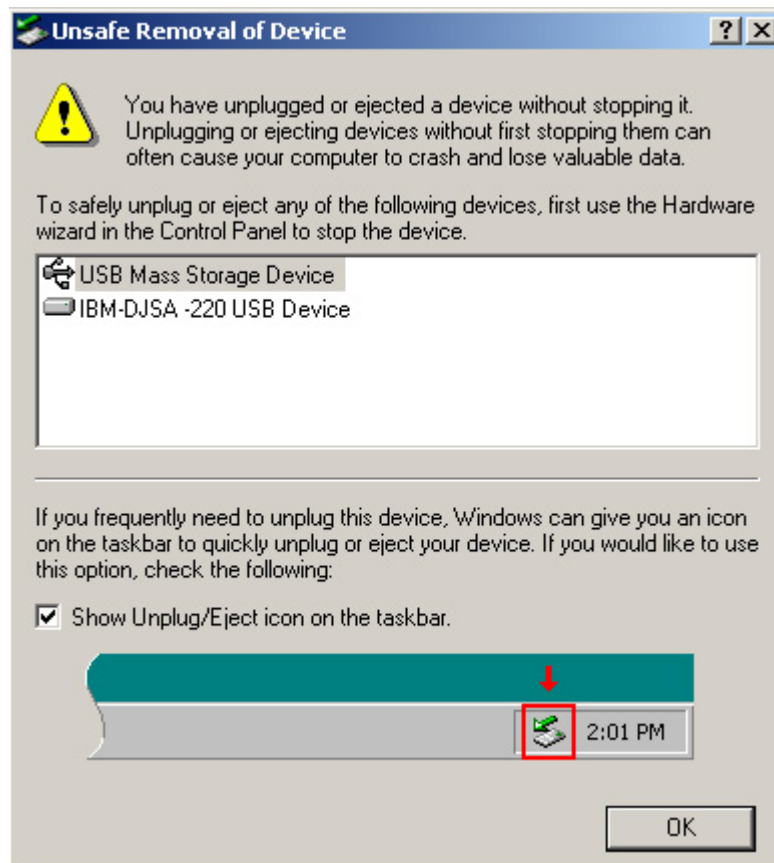 Unsafe Removal of Device
You have unplugged or ejected a device without stopping it.
Unplugging or ejecting devices without first stopping them can
often cause your computer to crash and lose valuable data.
To safely unplug or eject any of the following devices, first use the Hardware
wizard in the Control Panel to stop the device.
USB Mass Storage Device
IBM-DJSA -220 USB Device
If you frequently need to unplug this device, Windows can give you an icon
on the taskbar to quickly unplug or eject your device. If you would like to use
this option, check the following:
Show Unplug/Eject icon on the taskbar.
2:01 PM
OK